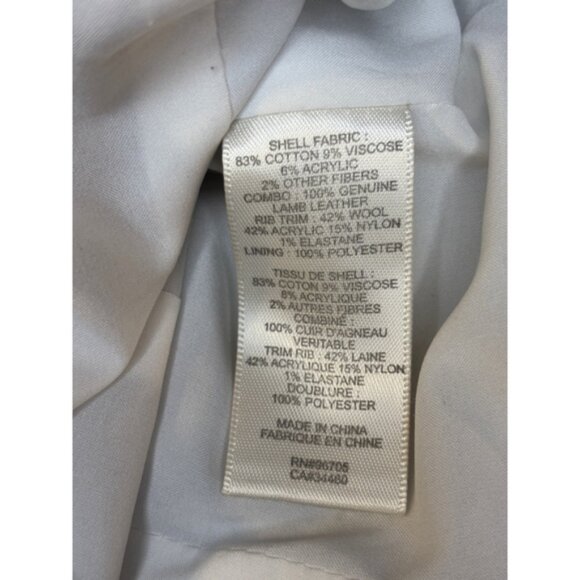 SHELL FABRIC :
83% COTTON 9% VISCOSE
6% ACRYLIC
2% OTHER FIBERS
COMBO : 100% GENUINE
LAMB LEATHER
RIB TRIM : 42% WOOL
42% ACRYLIC 15% NYLON
1% ELASTANE
LINING : 100% POLYESTER
TISSU DE SHELL :
83% COTON 9% VISCOSE
6% ACRYLIQUE
2% AUTRES FIBRES
COMBINÉ :
100% CUIR D'AGNEAU
VERITABLE
TRIM RIB : 42% LAINE
42% ACRYLIQUE 15% NYLON
1% ELASTANE
DOUBLURE :
100% POLYESTER
MADE IN CHINA
FABRIQUE EN CHINE
RN#96705
CA#34460